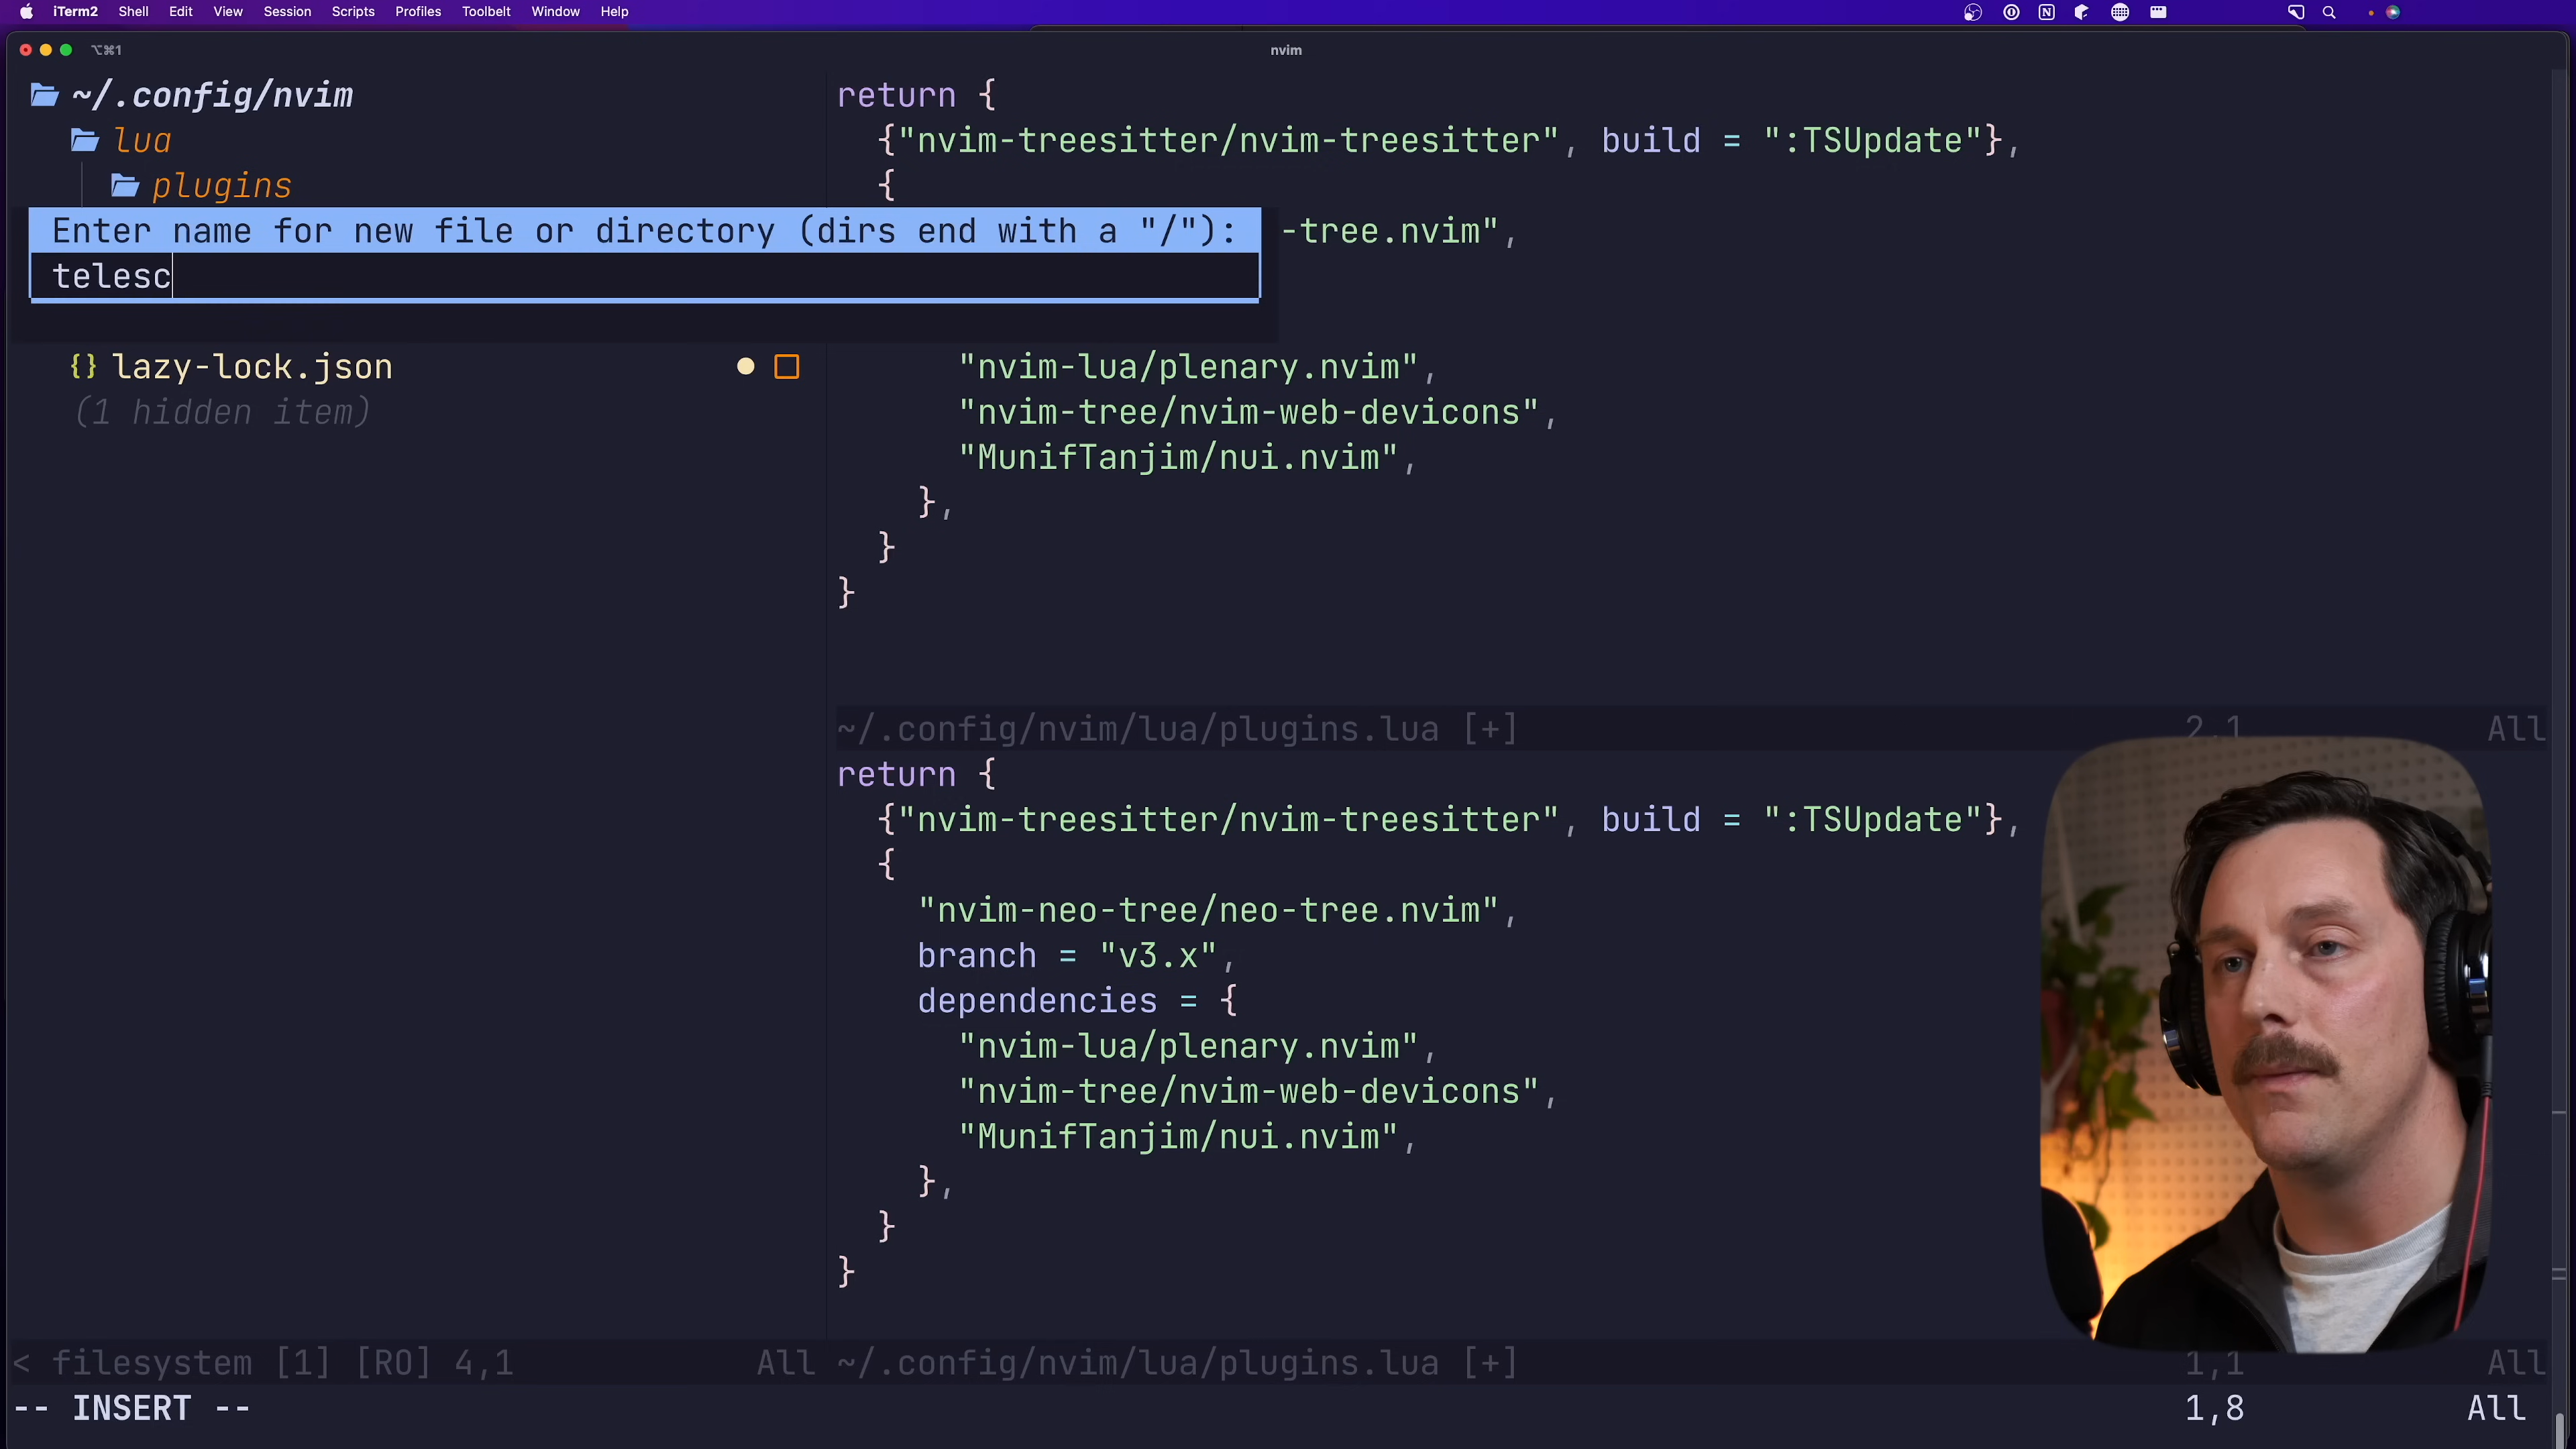 iTerm2 Shell Edit View Session Scripts Profiles Toolbelt Window Help
⌥⌘1
nvim
~/.config/nvim
lua
plugins
Enter name for new file or directory (dirs end with a "/"):
telesc
{} lazy-lock.json
(1 hidden item)
return {
{"nvim-treesitter/nvim-treesitter", build = ":TSUpdate"},
{
-tree.nvim",
"nvim-lua/plenary.nvim",
"nvim-tree/nvim-web-devicons",
"MunifTanjim/nui.nvim",
},
}
}
~/.config/nvim/lua/plugins.lua [+] 2,1 All
return {
{"nvim-treesitter/nvim-treesitter", build = ":TSUpdate"},
{
"nvim-neo-tree/neo-tree.nvim",
branch = "v3.x",
dependencies = {
"nvim-lua/plenary.nvim",
"nvim-tree/nvim-web-devicons",
"MunifTanjim/nui.nvim",
},
}
}
< filesystem [1] [RO] 4,1 All ~/.config/nvim/lua/plugins.lua [+] 1,1 All
-- INSERT -- 1,8 All